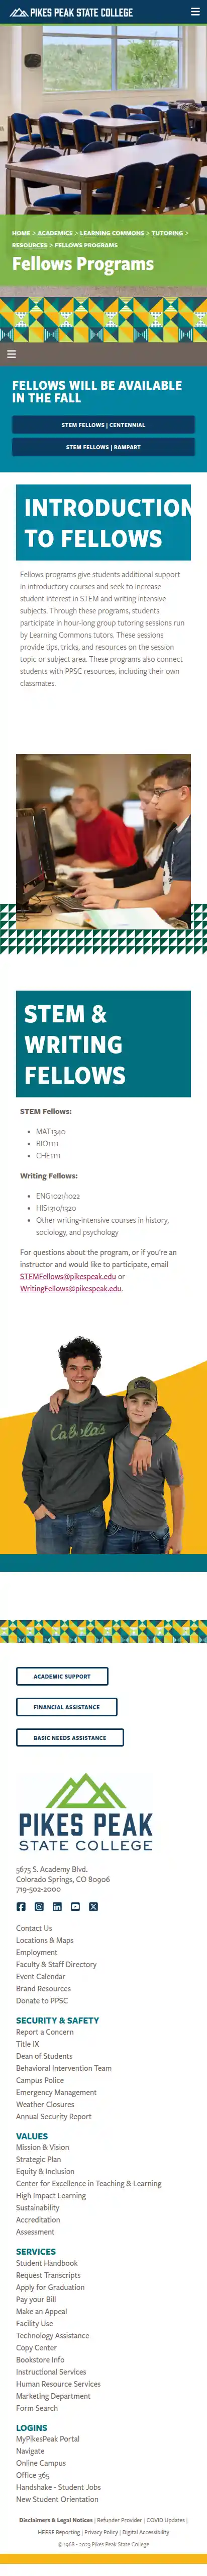 PIKES PEAK STATE COLLEGE
HOME > ACADEMICS > LEARNING COMMONS > TUTORING >
RESOURCES > FELLOWS PROGRAMS
Fellows Programs
FELLOWS WILL BE AVAILABLE
IN THE FALL
STEM FELLOWS | CENTENNIAL
STEM FELLOWS | RAMPART
INTRODUCTION
TO FELLOWS
Fellows programs give students additional support
in introductory courses and seek to increase
student interest in STEM and writing intensive
subjects. Through these programs, students
participate in hour-long group tutoring sessions run
by Learning Commons tutors. These sessions
provide tips, tricks, and resources on the session
topic or subject area. These programs also connect
students with PPSC resources, including their own
classmates.
STEM &
WRITING
FELLOWS
STEM Fellows:
• MAT1340
• BIO1111
• CHE1111
Writing Fellows:
• ENG1021/1022
• HIS1310/1320
• Other writing-intensive courses in history,
sociology, and psychology
For questions about the program, or if you're an
instructor and would like to participate, email
STEMFellows@pikespeak.edu or
WritingFellows@pikespeak.edu.
Cabela's
ACADEMIC SUPPORT
FINANCIAL ASSISTANCE
BASIC NEEDS ASSISTANCE
PIKES PEAK
STATE COLLEGE
5675 S. Academy Blvd.
Colorado Springs, CO 80906
719-502-2000
Contact Us
Locations & Maps
Employment
Faculty & Staff Directory
Event Calendar
Brand Resources
Donate to PPSC
SECURITY & SAFETY
Report a Concern
Title IX
Dean of Students
Behavioral Intervention Team
Campus Police
Emergency Management
Weather Closures
Annual Security Report
VALUES
Mission & Vision
Strategic Plan
Equity & Inclusion
Center for Excellence in Teaching & Learning
High Impact Learning
Sustainability
Accreditation
Assessment
SERVICES
Student Handbook
Request Transcripts
Apply for Graduation
Pay your Bill
Make an Appeal
Facility Use
Technology Assistance
Copy Center
Bookstore Info
Instructional Services
Human Resource Services
Marketing Department
Form Search
LOGINS
MyPikesPeak Portal
Navigate
Online Campus
Office 365
Handshake - Student Jobs
New Student Orientation
Disclaimers & Legal Notices | Refunder Provider | COVID Updates |
HEERF Reporting | Privacy Policy | Digital Accessibility
© 1968 - 2023 Pikes Peak State College